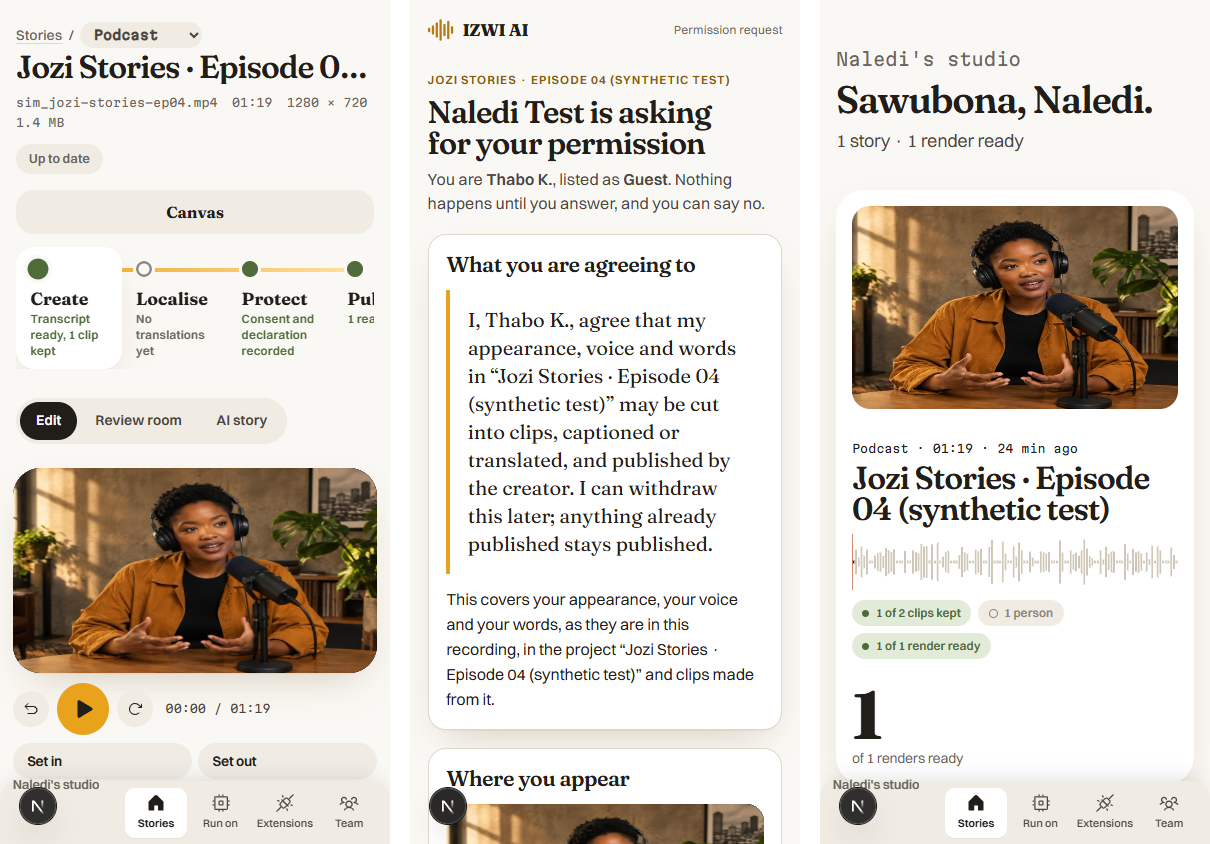 Stories / Podcast
Jozi Stories · Episode 0...
sim_jozi-stories-ep04.mp4 01:19 1280 × 720
1.4 MB
Up to date
Canvas
Create
Transcript
ready, 1 clip
kept
Localise
No
translations
yet
Protect
Consent and
declaration
recorded
Pul
1 rea
Edit
Review room
AI story
00:00 / 01:19
Set in
Set out
Naledi's studio
N
Stories
Run on
Extensions
Team
IZWI AI
Permission request
JOZI STORIES · EPISODE 04 (SYNTHETIC TEST)
Naledi Test is asking
for your permission
You are Thabo K., listed as Guest. Nothing
happens until you answer, and you can say no.
What you are agreeing to
I, Thabo K., agree that my
appearance, voice and words
in “Jozi Stories · Episode 04
(synthetic test)” may be cut
into clips, captioned or
translated, and published by
the creator. I can withdraw
this later; anything already
published stays published.
This covers your appearance, your voice
and your words, as they are in this
recording, in the project “Jozi Stories ·
Episode 04 (synthetic test)” and clips made
from it.
Where you appear
N
Naledi's studio
Sawubona, Naledi.
1 story · 1 render ready
Podcast · 01:19 · 24 min ago
Jozi Stories · Episode
04 (synthetic test)
1 of 2 clips kept
1 person
1 of 1 render ready
1
of 1 renders ready
Naledi's studio
N
Stories
Run on
Extensions
Team